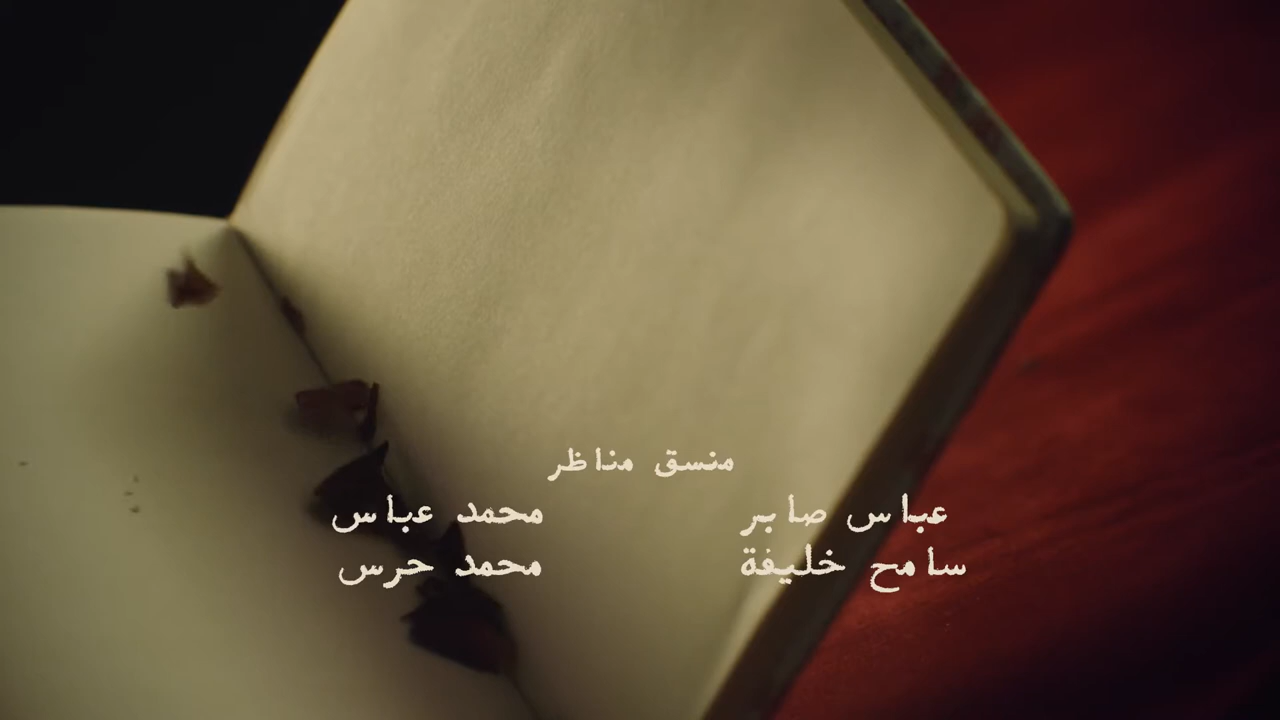 منسق مناظر
عباس صابر
محمد عباس
سامح خليفة
محمد حرس